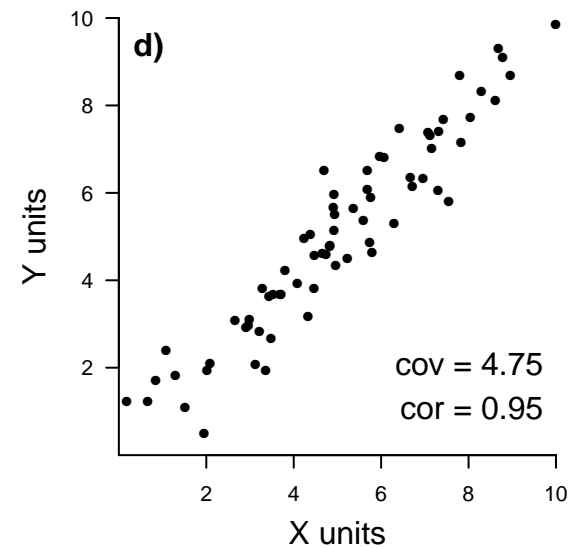 d)
10
8
6
4
2
Y units
cov = 4.75
cor = 0.95
2 4 6 8 10
X units